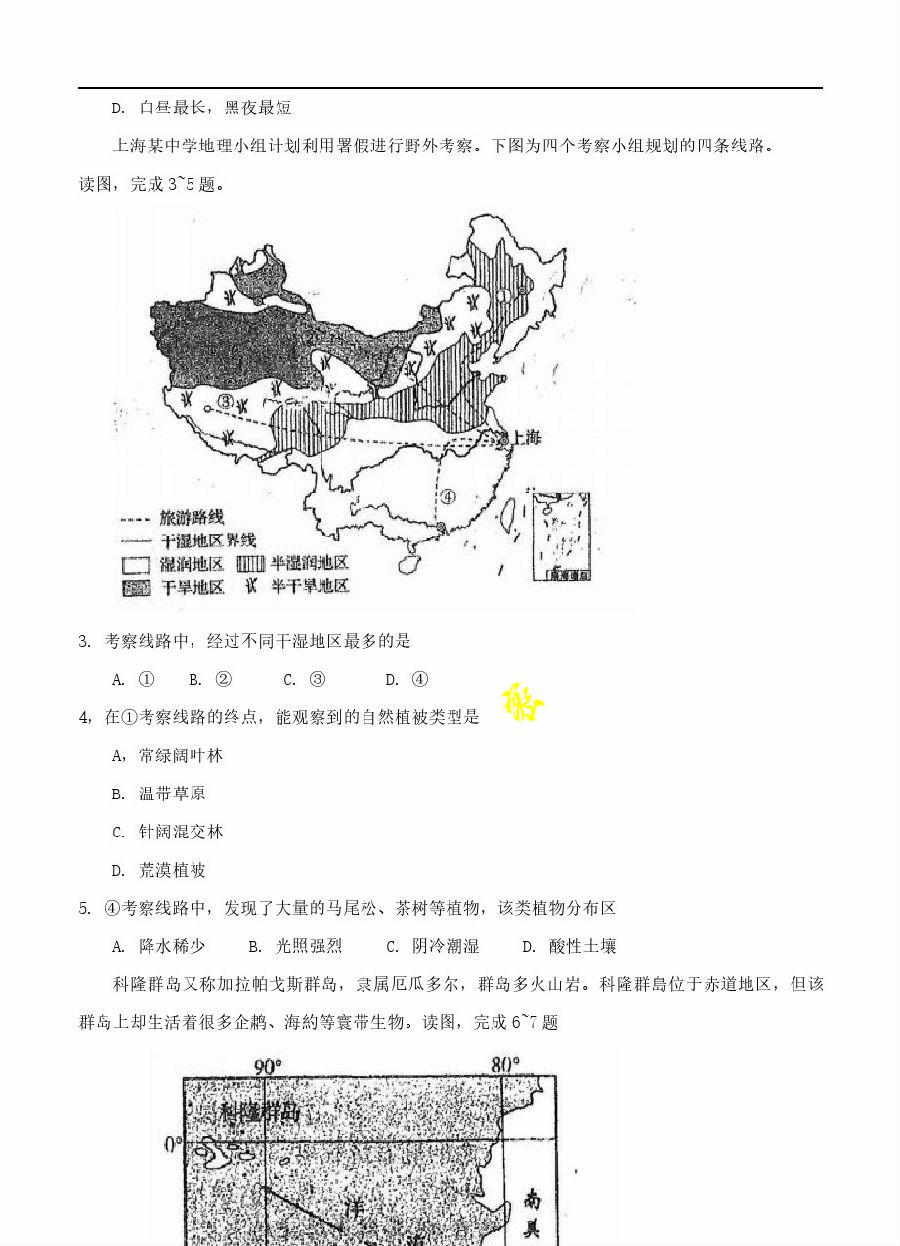 D. 白昼最长，黑夜最短
上海某中学地理小组计划利用署假进行野外考察。下图为四个考察小组规划的四条线路。
读图，完成 3~5 题。
③
上海
④
旅游路线
干湿地区界线
湿润地区 半湿润地区
干旱地区 半干旱地区
3. 考察线路中，经过不同干湿地区最多的是
A. ① B. ② C. ③ D. ④
4，在①考察线路的终点，能观察到的自然植被类型是
A，常绿阔叶林
B. 温带草原
C. 针阔混交林
D. 荒漠植被
5. ④考察线路中，发现了大量的马尾松、茶树等植物，该类植物分布区
A. 降水稀少 B. 光照强烈 C. 阴冷潮湿 D. 酸性土壤
科隆群岛又称加拉帕戈斯群岛，隶属厄瓜多尔，群岛多火山岩。科隆群島位于赤道地区，但该
群岛上却生活着很多企鹅、海約等寰带生物。读图，完成 6~7 题
90° 80°
科隆群岛
0°
洋
南